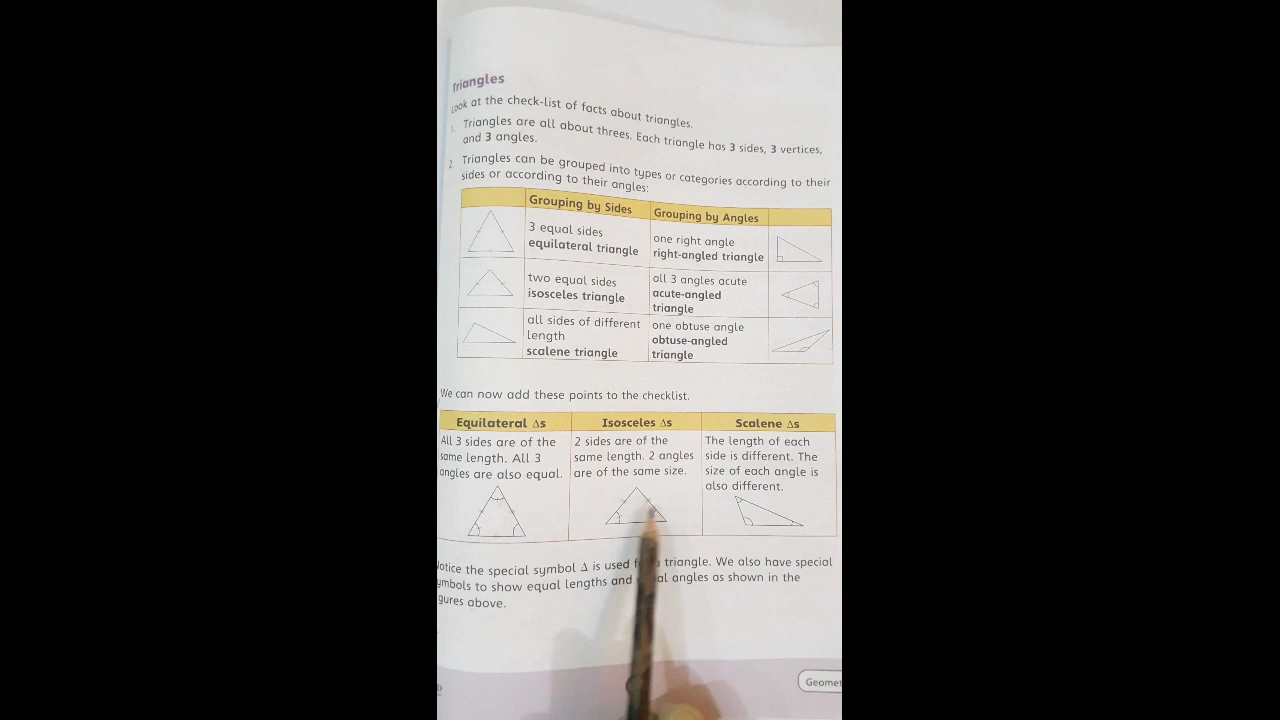 Triangles
Look at the check-list of facts about triangles.
1. Triangles are all about threes. Each triangle has 3 sides, 3 vertices,
and 3 angles.
2. Triangles can be grouped into types or categories according to their
sides or according to their angles:
Grouping by Sides
Grouping by Angles
3 equal sides
equilateral triangle
one right angle
right-angled triangle
two equal sides
isosceles triangle
all 3 angles acute
acute-angled
triangle
all sides of different
length
scalene triangle
one obtuse angle
obtuse-angled
triangle
We can now add these points to the checklist.
Equilateral Δs
Isosceles Δs
Scalene Δs
All 3 sides are of the
same length. All 3
angles are also equal.
2 sides are of the
same length. 2 angles
are of the same size.
The length of each
side is different. The
size of each angle is
also different.
otice the special symbol Δ is used f triangle. We also have special
ymbols to show equal lengths and al angles as shown in the
gures above.
Geomet